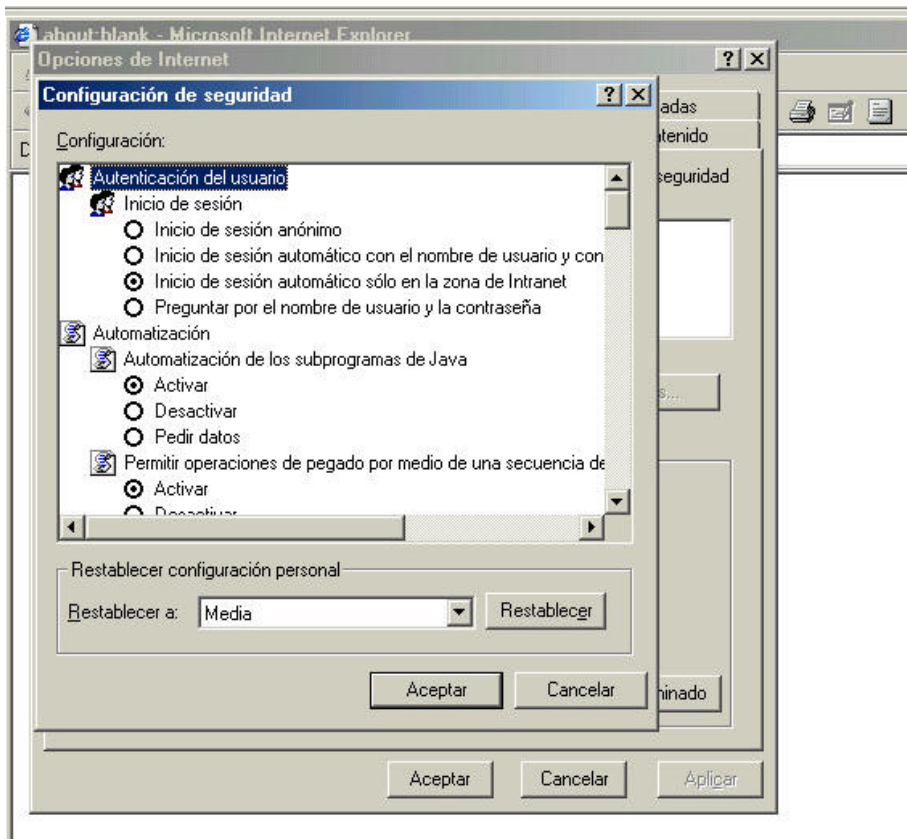 about:blank - Microsoft Internet Explorer
Opciones de Internet
Configuración de seguridad
adas
tenido
Configuración:
seguridad
Autenticación del usuario
Inicio de sesión
Inicio de sesión anónimo
Inicio de sesión automático con el nombre de usuario y con
Inicio de sesión automático sólo en la zona de Intranet
Preguntar por el nombre de usuario y la contraseña
Automatización
Automatización de los subprogramas de Java
Activar
s...
Desactivar
Pedir datos
Permitir operaciones de pegado por medio de una secuencia de
Activar
Desactivar
Restablecer configuración personal
Restablecer a: Media Restablecer
Aceptar Cancelar
minado
Aceptar Cancelar Aplicar